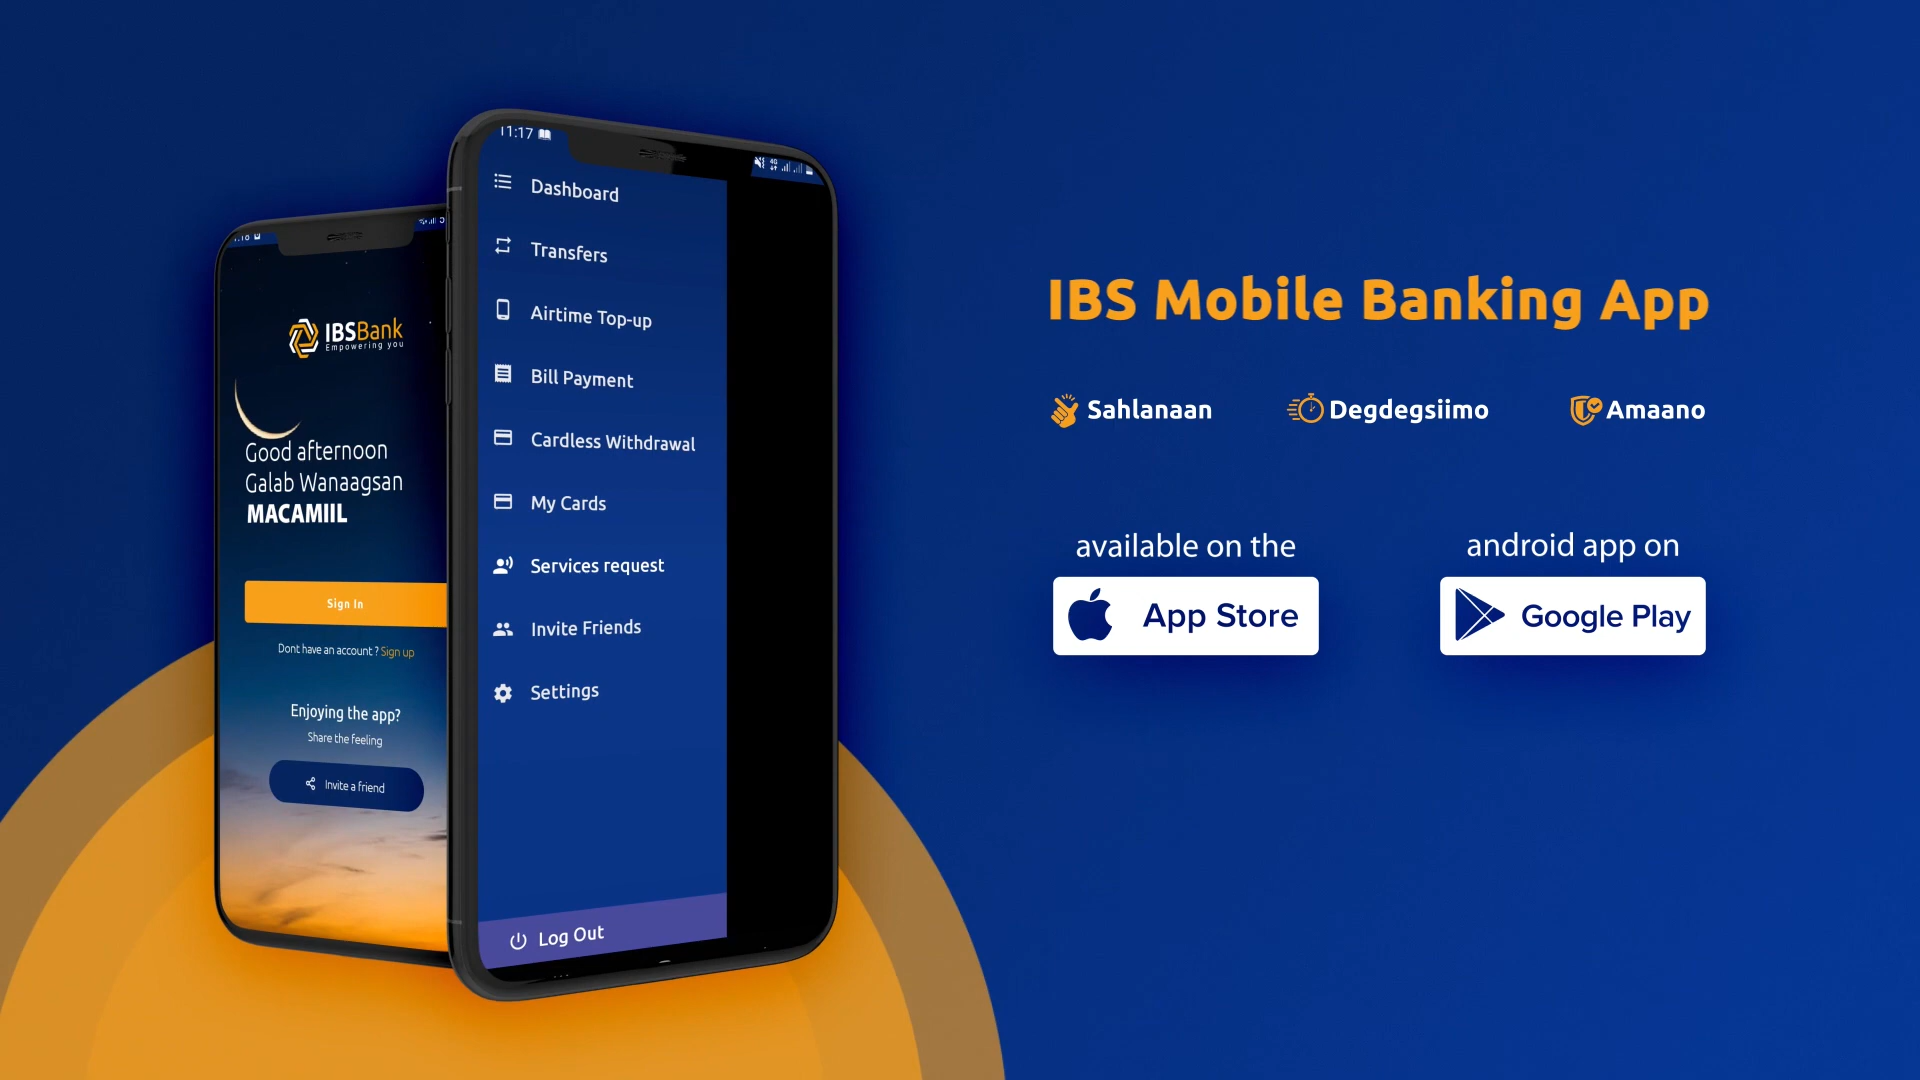 1:18
IBSBank
Empowering you
Good afternoon
Galab Wanaagsan
MACAMIIL
Sign In
Dont have an account ? Sign up
Enjoying the app?
Share the feeling
Invite a friend
11:17
4G
Dashboard
Transfers
Airtime Top-up
Bill Payment
Cardless Withdrawal
My Cards
Services request
Invite Friends
Settings
Log Out
IBS Mobile Banking App
Sahlanaan
Degdegsiimo
Amaano
available on the
App Store
android app on
Google Play